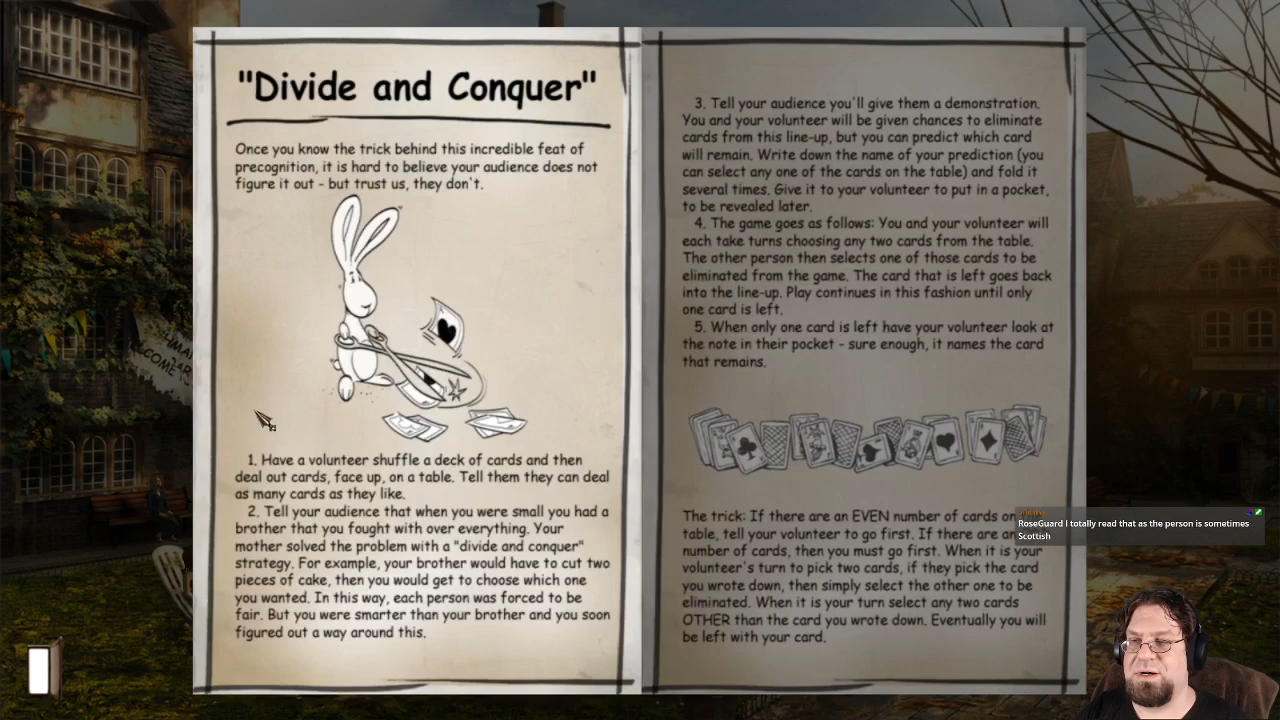 "Divide and Conquer"
Once you know the trick behind this incredible feat of
precognition, it is hard to believe your audience does not
figure it out - but trust us, they don't.
1. Have a volunteer shuffle a deck of cards and then
deal out cards, face up, on a table. Tell them they can deal
as many cards as they like.
2. Tell your audience that when you were small you had a
brother that you fought with over everything. Your
mother solved the problem with a "divide and conquer"
strategy. For example, your brother would have to cut two
pieces of cake, then you would get to choose which one
you wanted. In this way, each person was forced to be
fair. But you were smarter than your brother and you soon
figured out a way around this.
3. Tell your audience you'll give them a demonstration.
You and your volunteer will be given chances to eliminate
cards from this line-up, but you can predict which card
will remain. Write down the name of your prediction (you
can select any one of the cards on the table) and fold it
several times. Give it to your volunteer to put in a pocket,
to be revealed later.
4. The game goes as follows: You and your volunteer will
each take turns choosing any two cards from the table.
The other person then selects one of those cards to be
eliminated from the game. The card that is left goes back
into the line-up. Play continues in this fashion until only
one card is left.
5. When only one card is left have your volunteer look at
the note in their pocket - sure enough, it names the card
that remains.
The trick: If there are an EVEN number of cards on
table, tell your volunteer to go first. If there are an
number of cards, then you must go first. When it is your
volunteer's turn to pick two cards, if they pick the card
you wrote down, then simply select the other one to be
eliminated. When it is your turn select any two cards
OTHER than the card you wrote down. Eventually you will
be left with your card.
RoseGuard I totally read that as the person is sometimes
Scottish